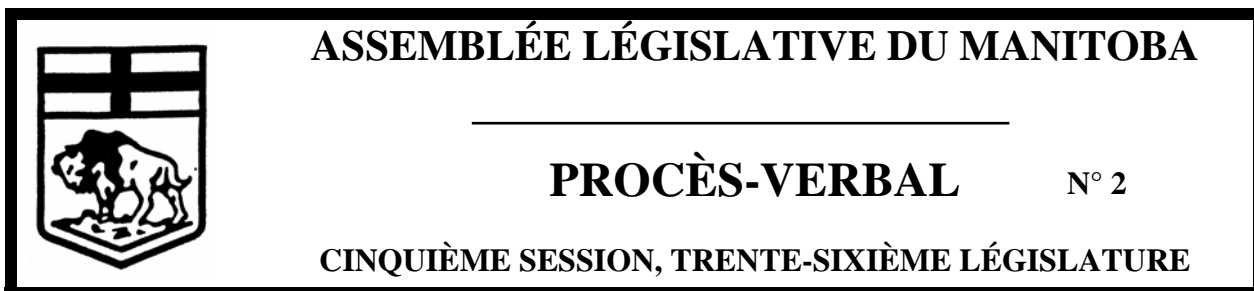 ASSEMBLÉE LÉGISLATIVE DU MANITOBA
PROCÈS-VERBAL N° 2
CINQUIÈME SESSION, TRENTE-SIXIÈME LÉGISLATURE